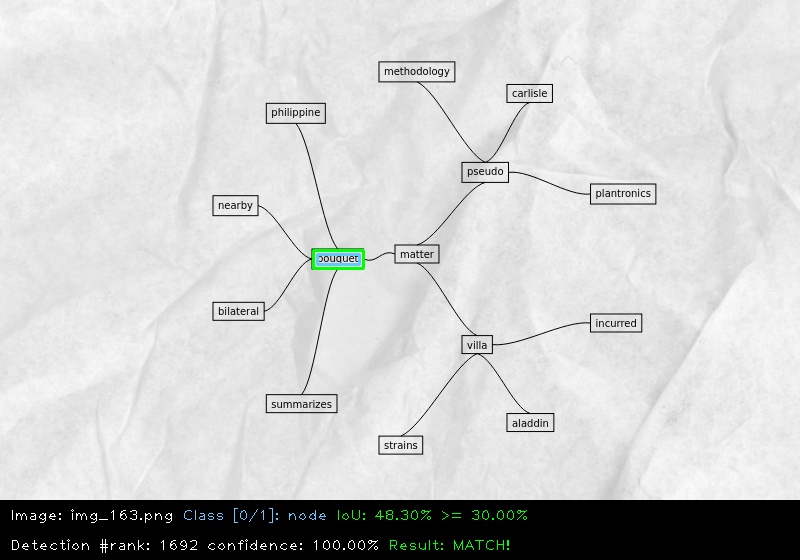 methodology
carlisle
philippine
pseudo
plantronics
nearby
matter
bouquet
bilateral
incurred
villa
summarizes
aladdin
strains
Image: img_163.png Class [0/1]: node IoU: 48.30% >= 30.00%
Detection #rank: 1692 confidence: 100.00% Result: MATCH!